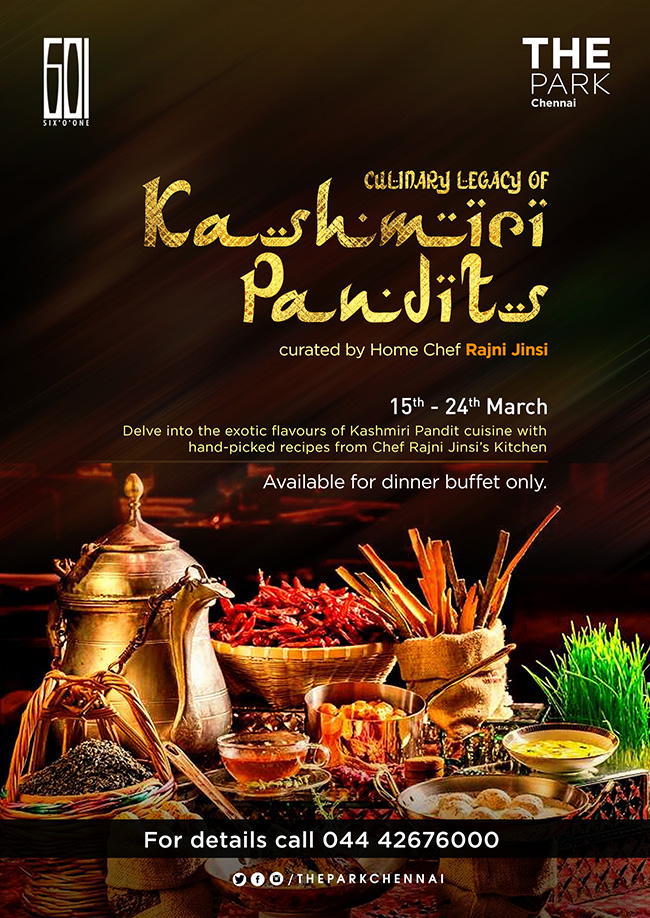 601
SIX'O'ONE
THE
PARK
Chennai
CULINARY LEGACY OF
Kashmiri
Pandits
curated by Home Chef Rajni Jinsi
15th - 24th March
Delve into the exotic flavours of Kashmiri Pandit cuisine with
hand-picked recipes from Chef Rajni Jinsi's Kitchen
Available for dinner buffet only.
For details call 044 42676000
/THEPARKCHENNAI